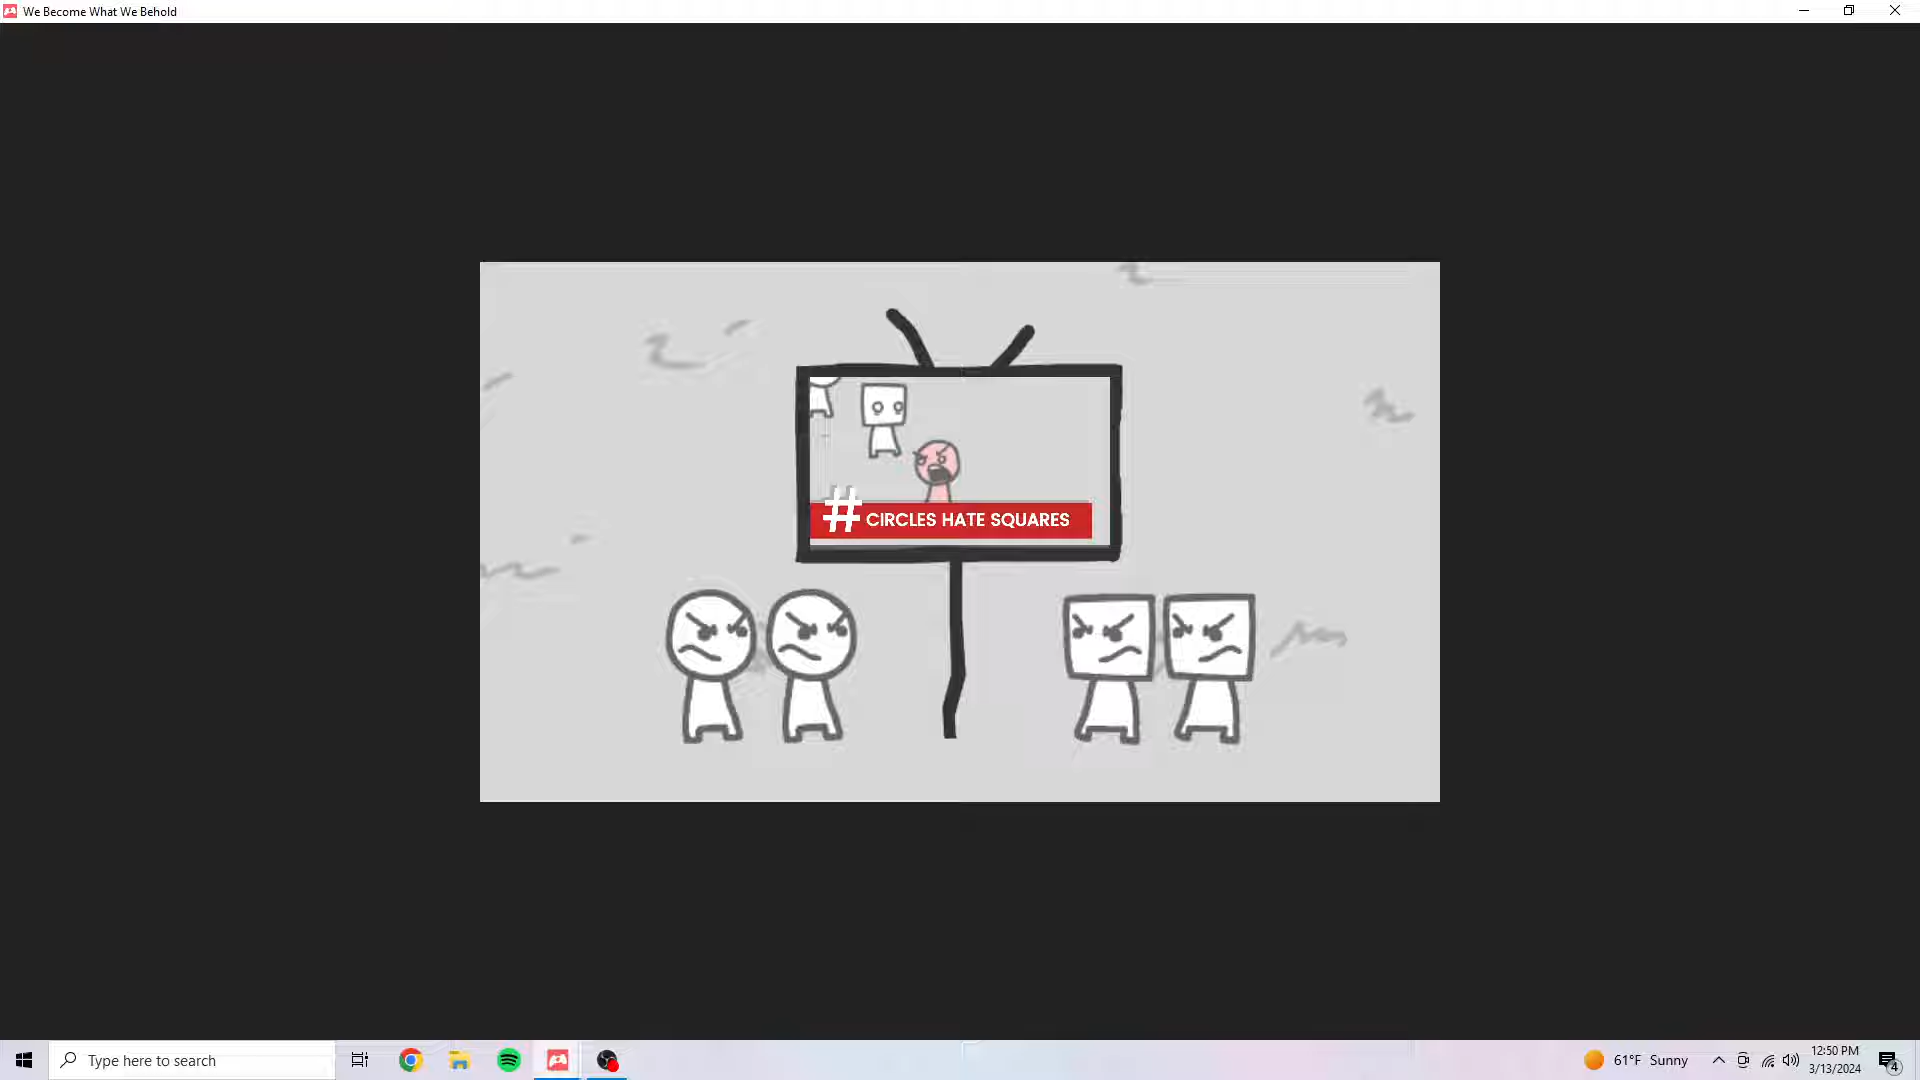 We Become What We Behold
# CIRCLES HATE SQUARES
Type here to search
61°F Sunny
12:50 PM
3/13/2024
4